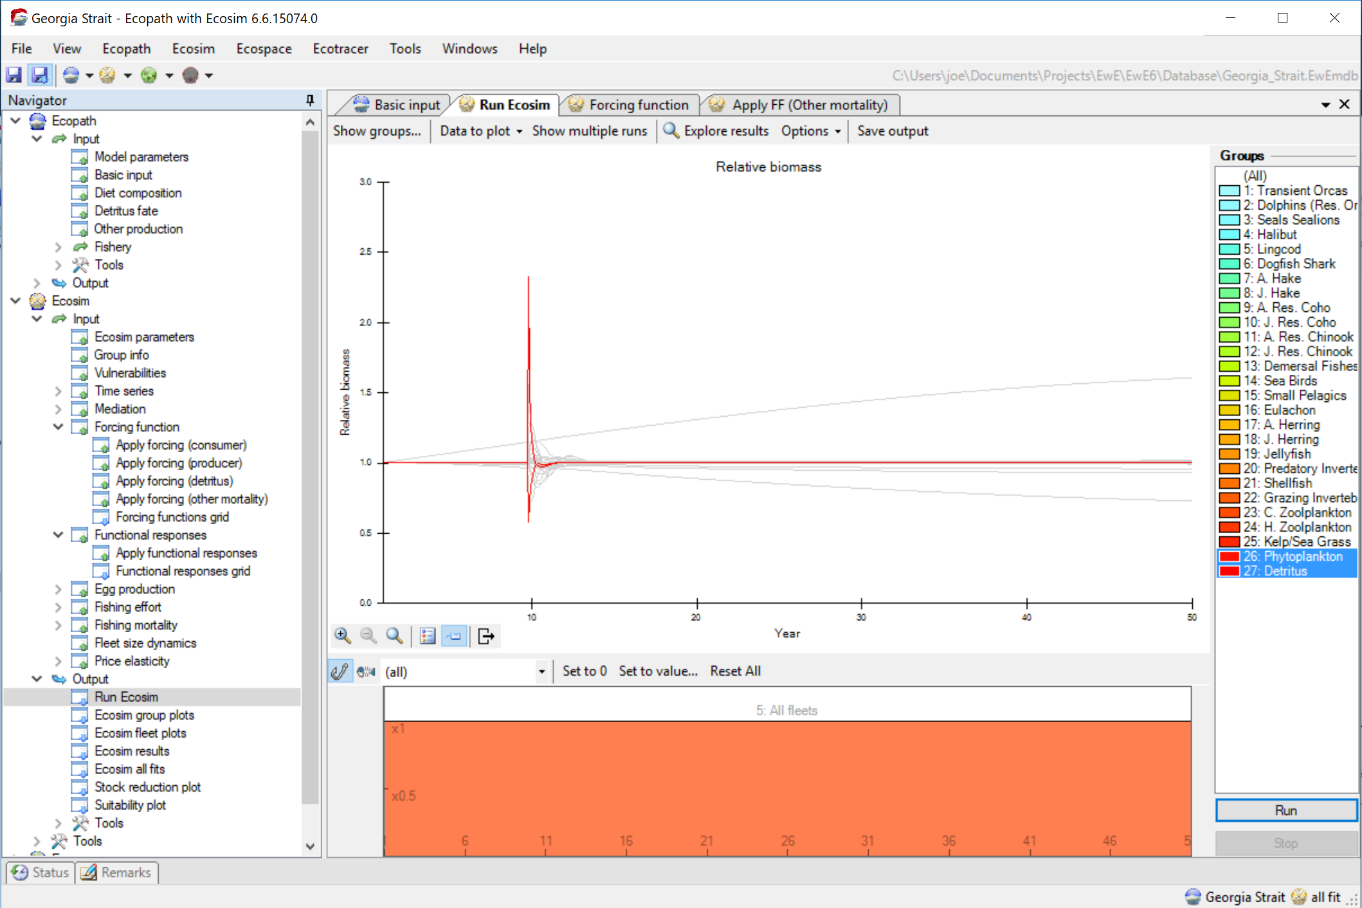 Georgia Strait - Ecopath with Ecosim 6.6.15074.0
File View Ecopath Ecosim Ecospace Ecotracer Tools Windows Help
C:\Users\joe\Documents\Projects\EwE\EwE6\Database\Georgia_Strait.EwEmdb
Navigator
Ecopath
Input
Model parameters
Basic input
Diet composition
Detritus fate
Other production
Fishery
Tools
Output
Ecosim
Input
Ecosim parameters
Group info
Vulnerabilities
Time series
Mediation
Forcing function
Apply forcing (consumer)
Apply forcing (producer)
Apply forcing (detritus)
Apply forcing (other mortality)
Forcing functions grid
Functional responses
Apply functional responses
Functional responses grid
Egg production
Fishing effort
Fishing mortality
Fleet size dynamics
Price elasticity
Output
Run Ecosim
Ecosim group plots
Ecosim fleet plots
Ecosim results
Ecosim all fits
Stock reduction plot
Suitability plot
Tools
Tools
Basic input Run Ecosim Forcing function Apply FF (Other mortality)
Show groups... Data to plot Show multiple runs Explore results Options Save output
Relative biomass
3.0
2.5
2.0
1.5
1.0
0.5
0.0
Relative biomass
10 20 30 40 50
Year
(all) Set to 0 Set to value... Reset All
5: All fleets
x1
x0.5
6 11 16 21 26 31 36 41 46 5
Groups
(All)
1: Transient Orcas
2: Dolphins (Res. Or
3: Seals Sealions
4: Halibut
5: Lingcod
6: Dogfish Shark
7: A. Hake
8: J. Hake
9: A. Res. Coho
10: J. Res. Coho
11: A. Res. Chinook
12: J. Res. Chinook
13: Demersal Fishes
14: Sea Birds
15: Small Pelagics
16: Eulachon
17: A. Herring
18: J. Herring
19: Jellyfish
20: Predatory Inverte
21: Shellfish
22: Grazing Inverteb
23: C. Zoolplankton
24: H. Zoolplankton
25: Kelp/Sea Grass
26: Phytoplankton
27: Detritus
Run
Stop
Status Remarks
Georgia Strait all fit